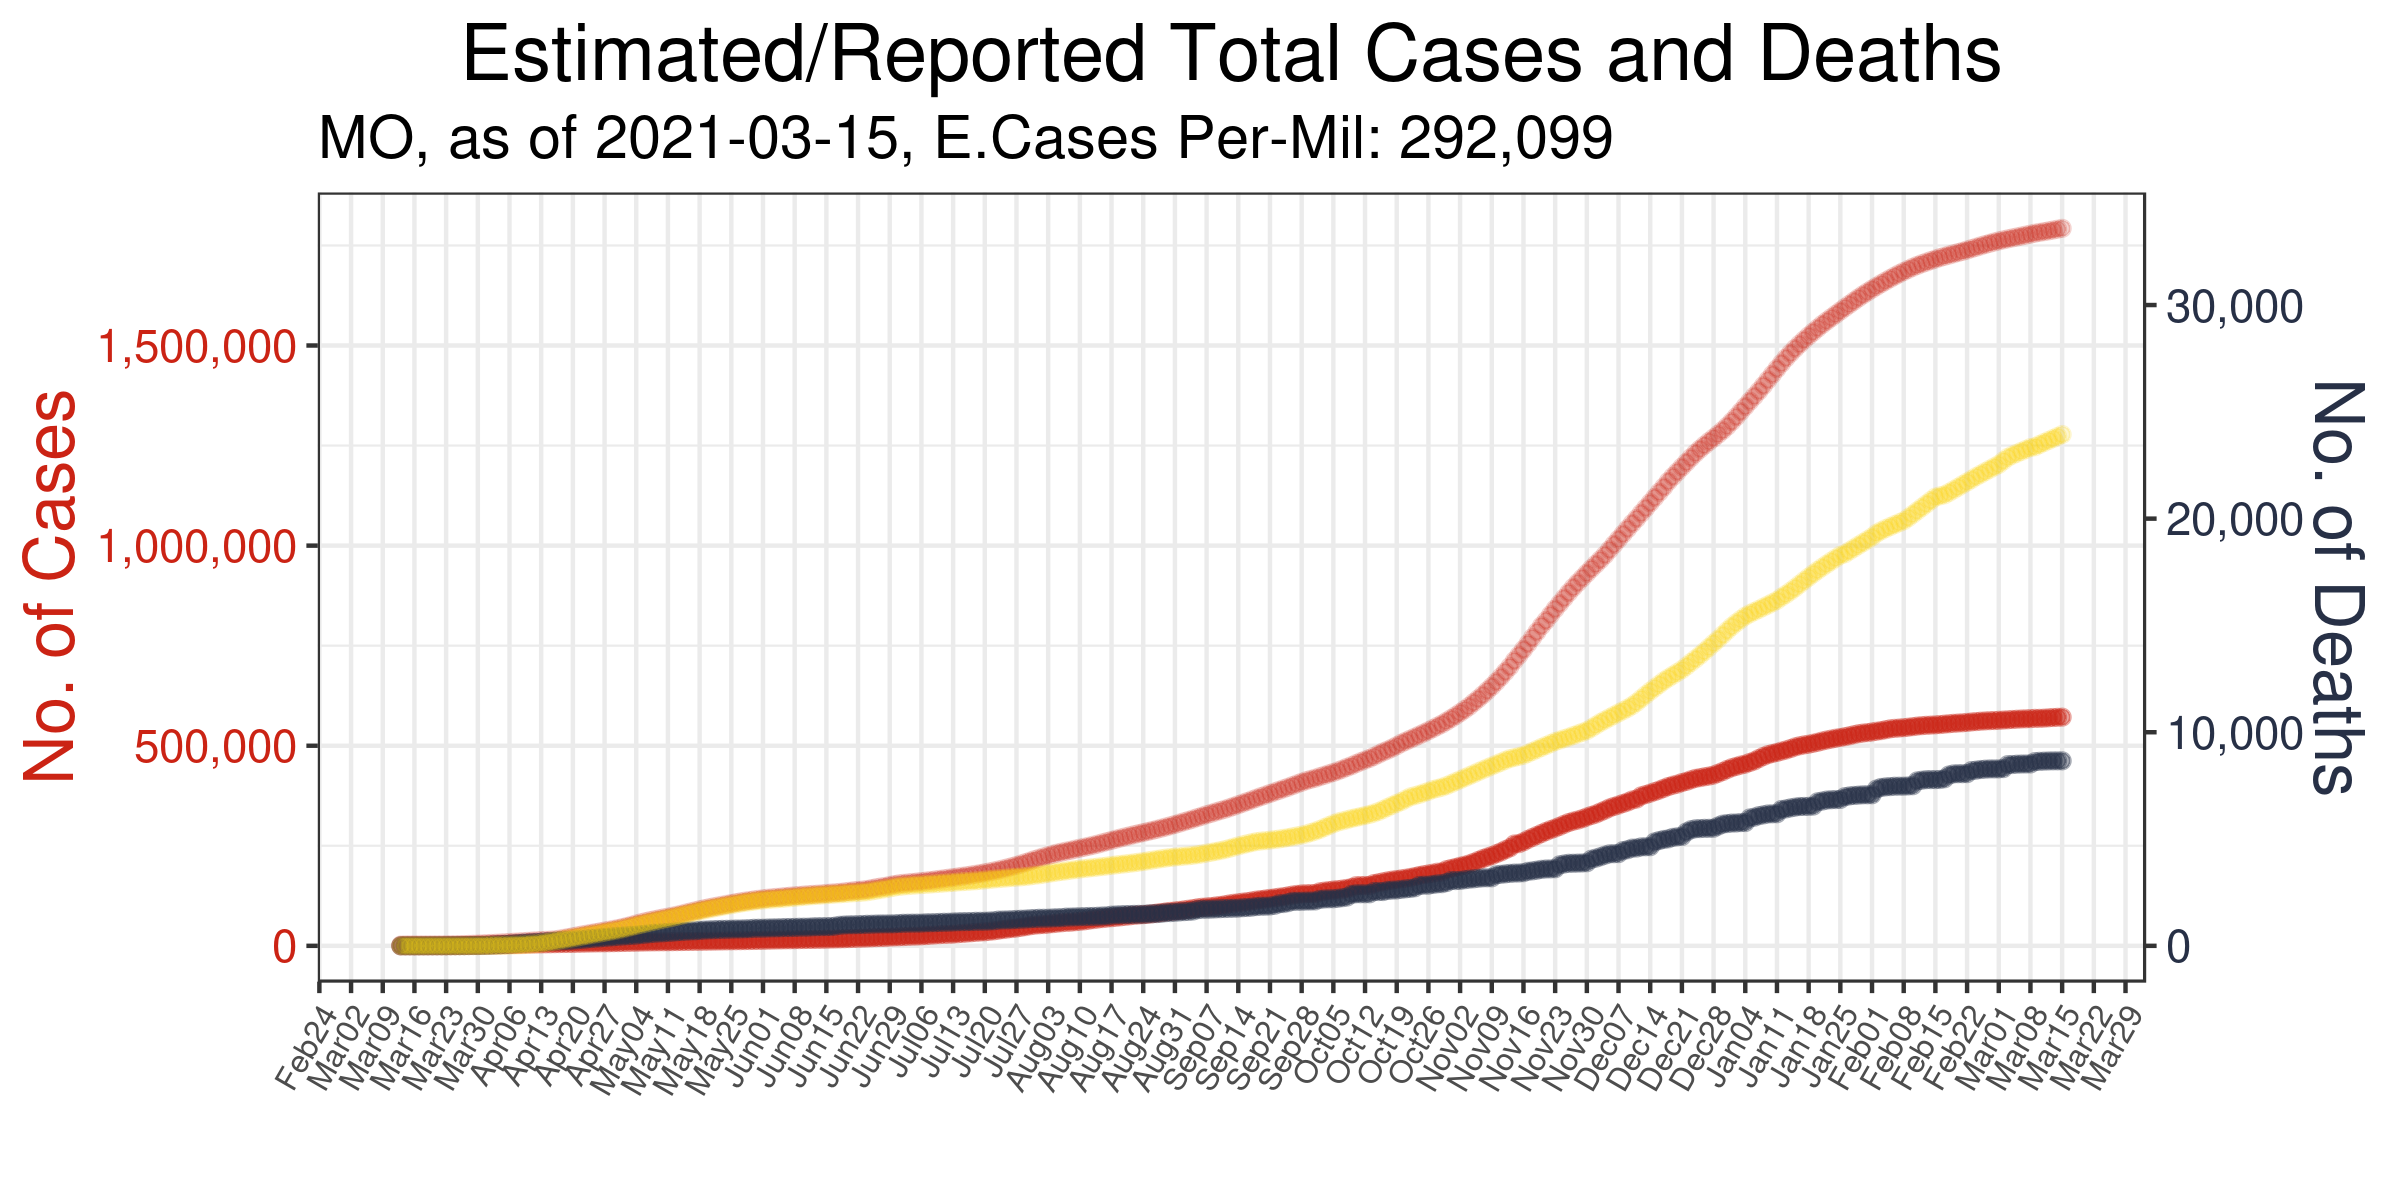 Estimated/Reported Total Cases and Deaths
MO, as of 2021-03-15, E.Cases Per-Mil: 292,099
No. of Cases
1,500,000
1,000,000
500,000
0
30,000
20,000
10,000
0
No. of Deaths
Feb24
Mar02
Mar09
Mar16
Mar23
Mar30
Apr06
Apr13
Apr20
Apr27
May04
May11
May18
May25
Jun01
Jun08
Jun15
Jun22
Jun29
Jul06
Jul13
Jul20
Jul27
Aug03
Aug10
Aug17
Aug24
Aug31
Sep07
Sep14
Sep21
Sep28
Oct05
Oct12
Oct19
Oct26
Nov02
Nov09
Nov16
Nov23
Nov30
Dec07
Dec14
Dec21
Dec28
Jan04
Jan11
Jan18
Jan25
Feb01
Feb08
Feb15
Feb22
Mar01
Mar08
Mar15
Mar22
Mar29